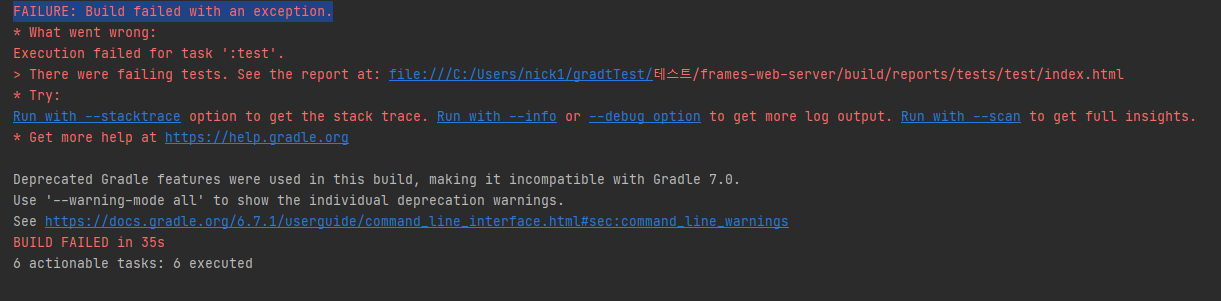 FAILURE: Build failed with an exception.
* What went wrong:
Execution failed for task ':test'.
> There were failing tests. See the report at: file:///C:/Users/nick1/gradtTest/테스트/frames-web-server/build/reports/tests/test/index.html
* Try:
Run with --stacktrace option to get the stack trace. Run with --info or --debug option to get more log output. Run with --scan to get full insights.
* Get more help at https://help.gradle.org
Deprecated Gradle features were used in this build, making it incompatible with Gradle 7.0.
Use '--warning-mode all' to show the individual deprecation warnings.
See https://docs.gradle.org/6.7.1/userguide/command_line_interface.html#sec:command_line_warnings
BUILD FAILED in 35s
6 actionable tasks: 6 executed